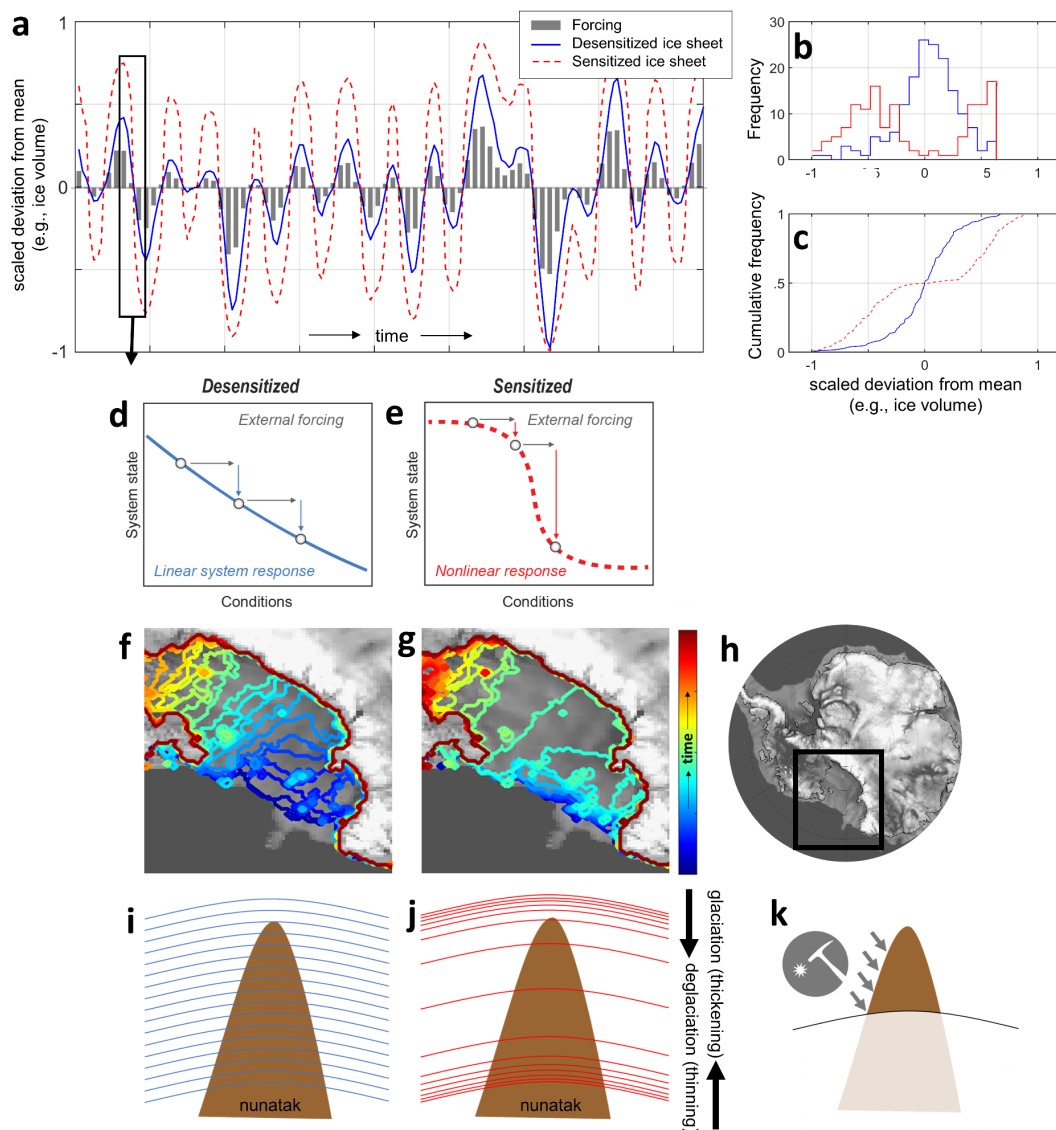 a
1
0
-1
scaled deviation from mean
(e.g., ice volume)
Forcing
Desensitized ice sheet
Sensitized ice sheet
time
b
30
20
10
0
Frequency
-1
0
5
1
c
1
.5
0
Cumulative frequency
-1
0
1
scaled deviation from mean
(e.g., ice volume)
Desensitized
Sensitized
d
External forcing
System state
Linear system response
Conditions
e
External forcing
System state
Nonlinear response
Conditions
f
g
time
h
i
nunatak
j
nunatak
glaciation (thickening)
deglaciation (thinning)
k